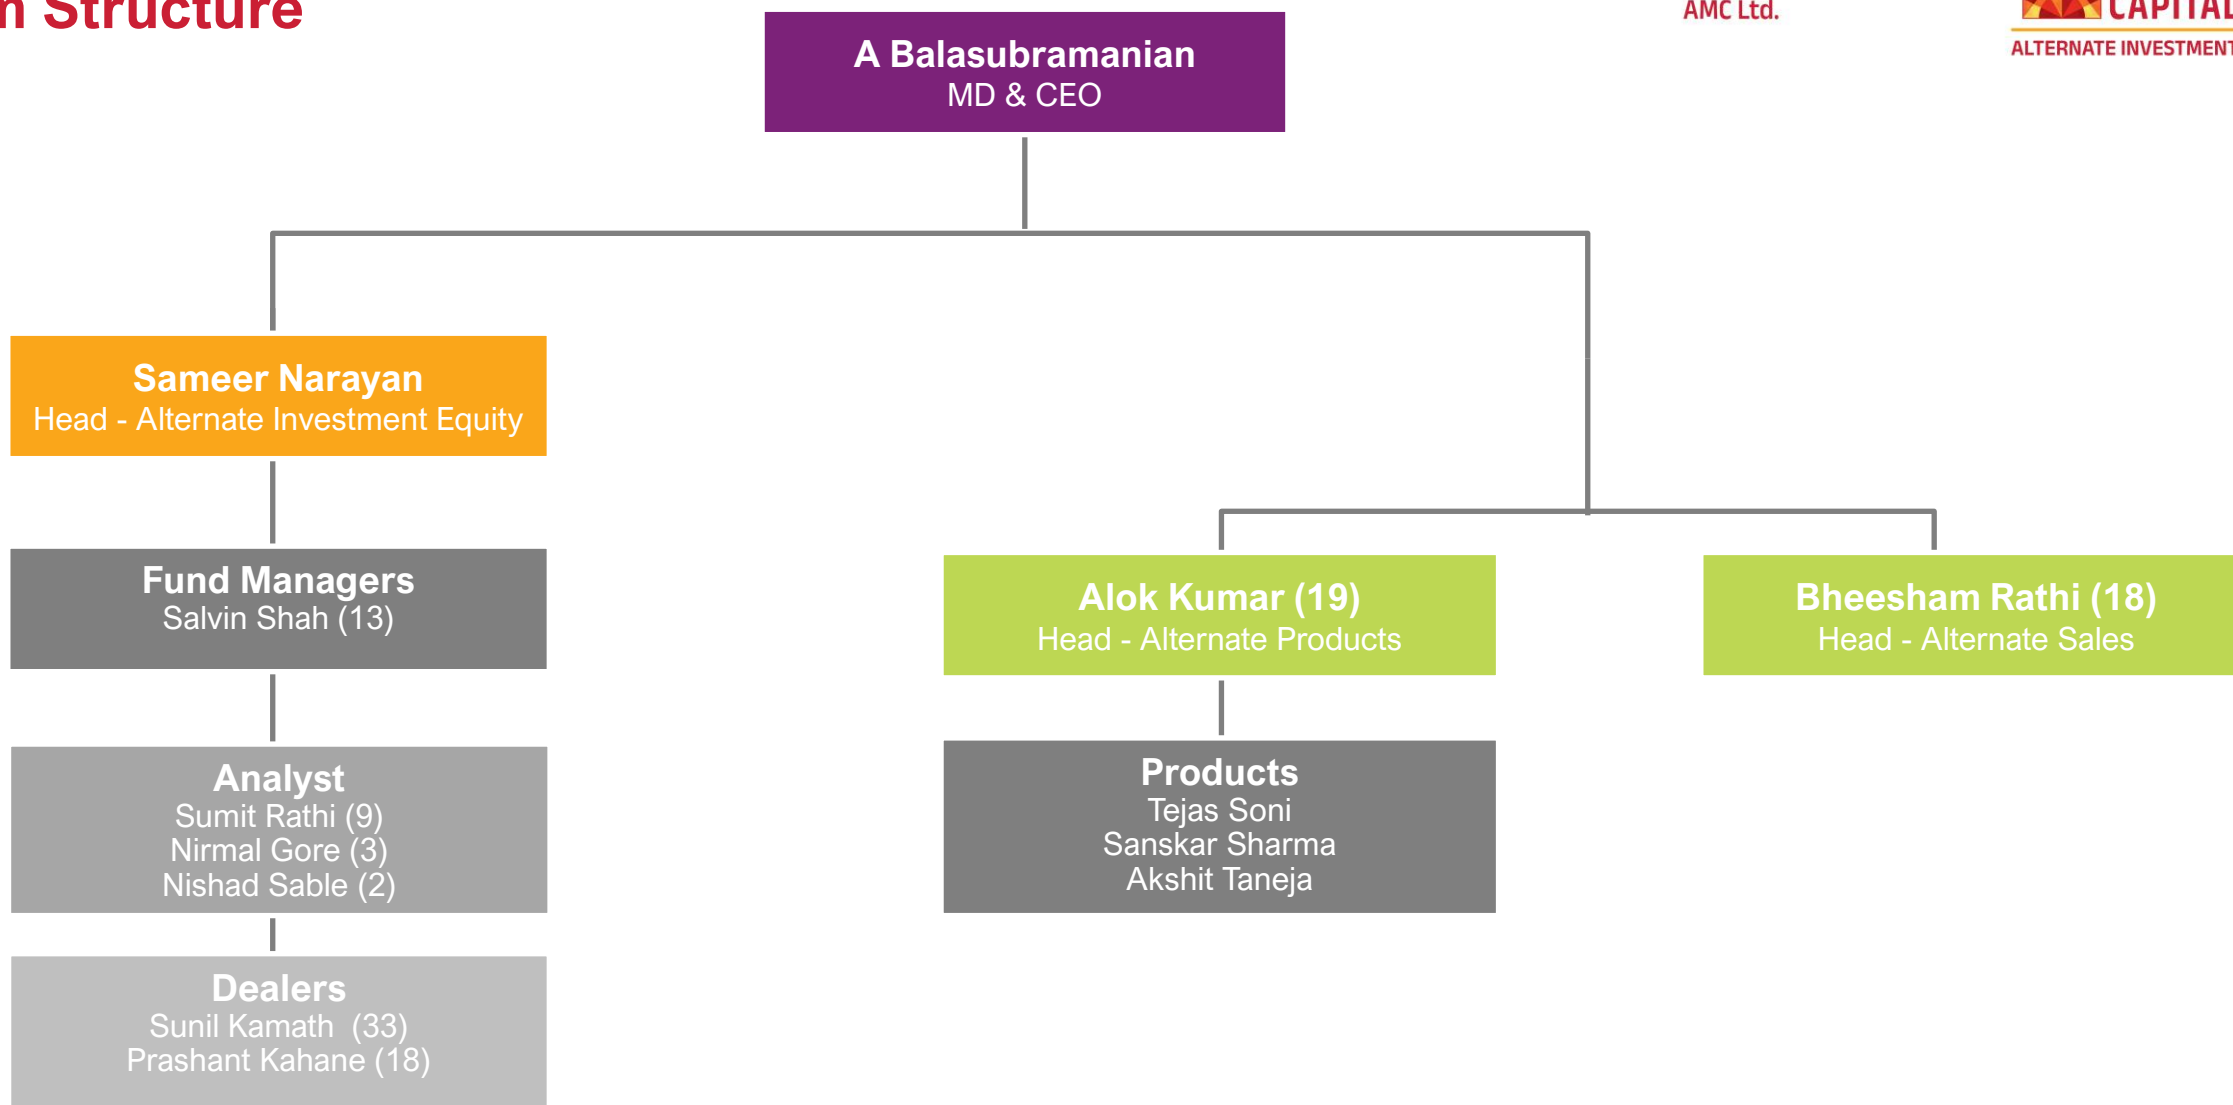 Structure
AMC Ltd.
CAPITAL
ALTERNATE INVESTMENT
A Balasubramanian
MD & CEO
Sameer Narayan
Head - Alternate Investment Equity
Fund Managers
Salvin Shah (13)
Alok Kumar (19)
Head - Alternate Products
Bheesham Rathi (18)
Head - Alternate Sales
Analyst
Sumit Rathi (9)
Nirmal Gore (3)
Nishad Sable (2)
Products
Tejas Soni
Sanskar Sharma
Akshit Taneja
Dealers
Sunil Kamath  (33)
Prashant Kahane (18)